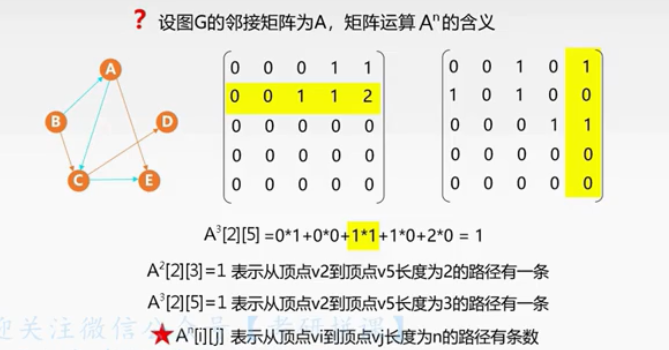 ? 设图G的邻接矩阵为A，矩阵运算 Aⁿ的含义
A
B
D
C
E
0 0 0 1 1
0 0 1 1 2
0 0 0 0 0
0 0 0 0 0
0 0 0 0 0
0 0 1 0 1
1 0 1 0 0
0 0 0 1 1
0 0 0 0 0
0 0 0 0 0
A³[2][5] =0*1+0*0+1*1+1*0+2*0 = 1
A²[2][3]=1 表示从顶点v2到顶点v5长度为2的路径有一条
A³[2][5]=1 表示从顶点v2到顶点v5长度为3的路径有一条
★ Aⁿ[i][j] 表示从顶点vi到顶点vj长度为n的路径有条数
迎关注微信公众号